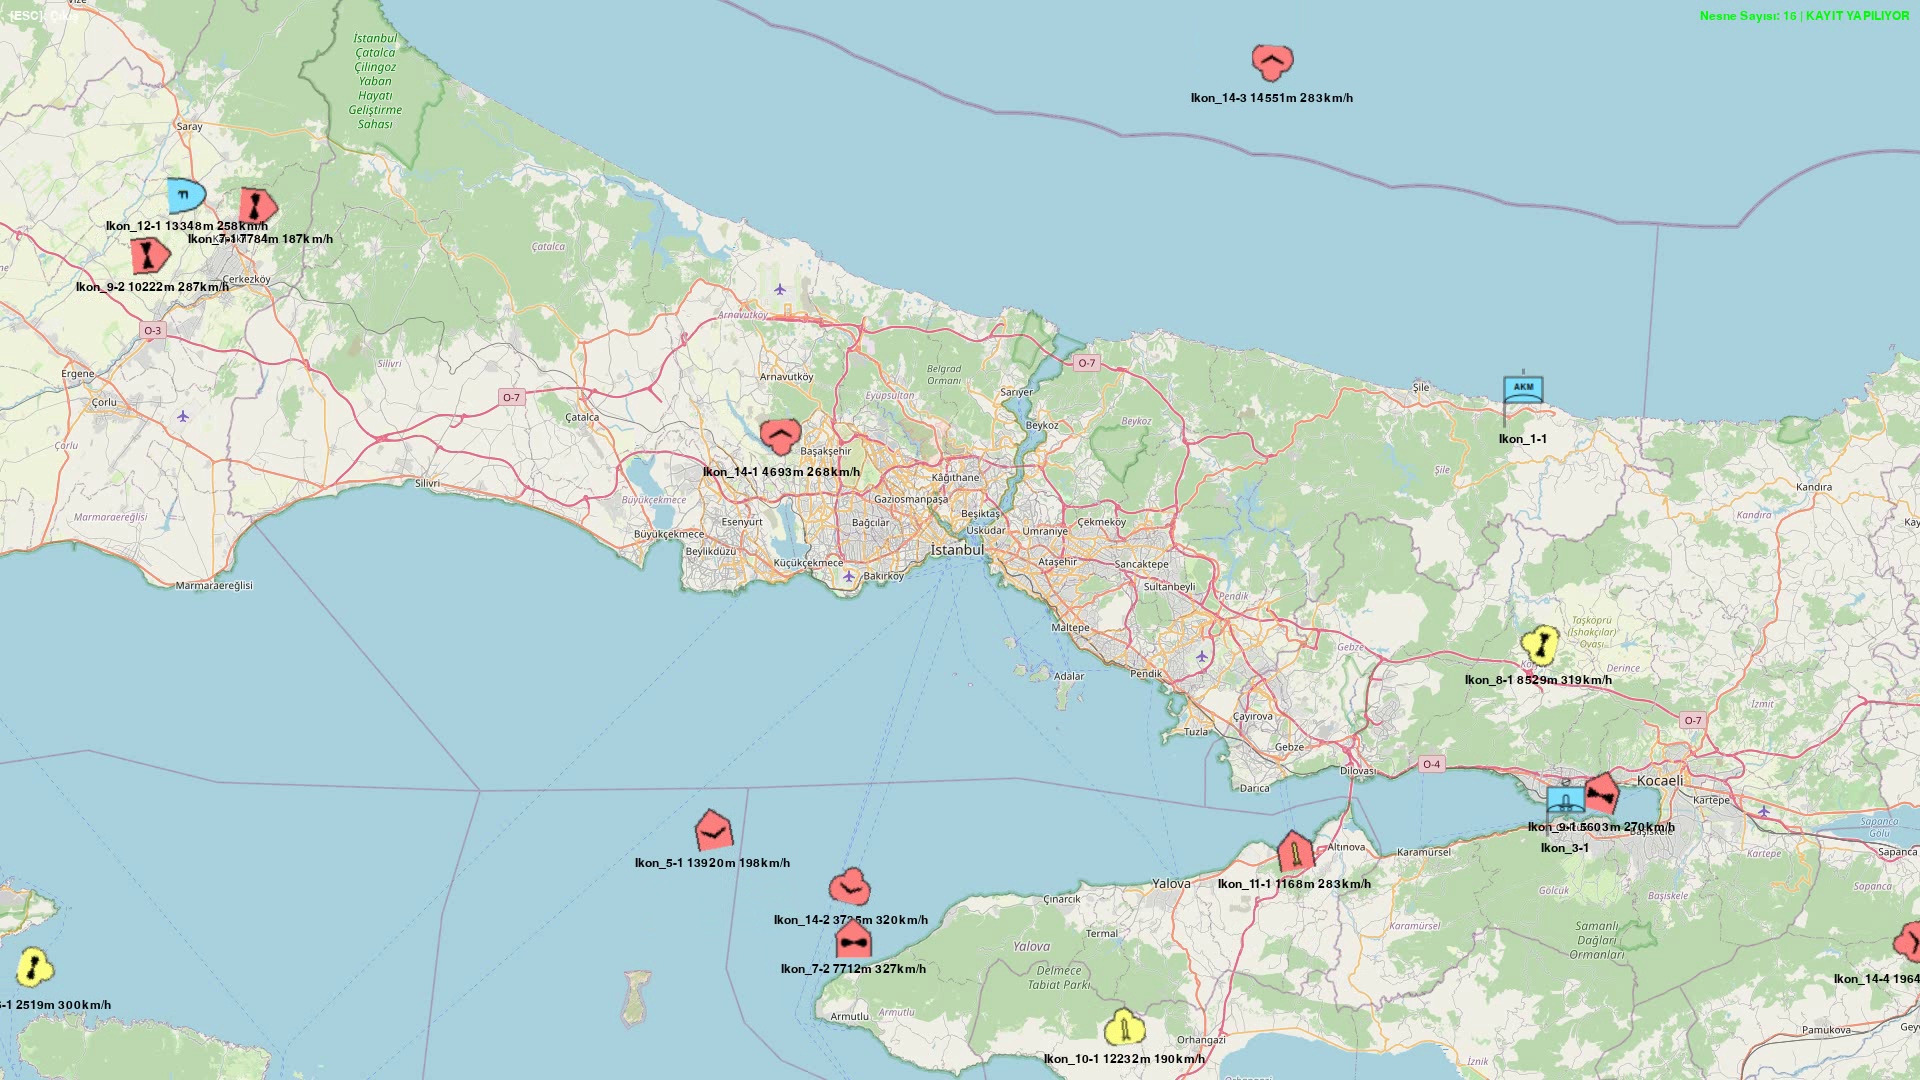 [ESC]- Çıkış
Nesne Sayısı: 16 | KAYIT YAPILIYOR
Vize
İstanbul
Çatalca
Çilingoz
Yaban
Hayatı
Geliştirme
Sahası
Ikon_14-3 14551m 283km/h
Saray
Ikon_12-1 13348m 258km/h
Ikon_7-1 7784m 187km/h
Çatalca
Çerkezköy
Ikon_9-2 10222m 287km/h
Arnavutköy
O-3
O-7
Silivri
Ergene
Arnavutköy
Belgrad
Ormanı
Sarıyer
Şile
AKM
O-7
Eyüpsultan
Çorlu
Çatalca
Beykoz
Beykoz
Ikon_1-1
Çorlu
Başakşehir
Ikon_14-1 4693m 268km/h
Şile
Kâğıthane
Silivri
Kandıra
Büyükçekmece
Gaziosmanpaşa
Marmaraereğlisi
Beşiktaş
Kandıra
Esenyurt
Bağcılar
Çekmeköy
Üsküdar
Ümraniye
Büyükçekmece
Beylikdüzü
İstanbul
Küçükçekmece
Ataşehir
Sancaktepe
Bakırköy
Marmaraereğlisi
Sultanbeyli
Pendik
Maltepe
Taşköprü
(İshakçılar)
Ovası
Gebze
Derince
Pendik
Adalar
Ikon_8-1 8529m 319km/h
İzmit
Çayırova
O-7
Tuzla
Gebze
O-4
Dilovası
Kocaeli
Darıca
Kartepe
Sapanca
Gölü
Ikon_9-1 5603m 270km/h
Başiskele
Altınova
Ikon_3-1
Karamürsel
Kartepe
Sapanca
Ikon_5-1 13920m 198km/h
Yalova
Ikon_11-1 1168m 283km/h
Sapanca
Gölcük
Başiskele
Çınarcık
Ikon_14-2 3725m 320km/h
Karamürsel
Samanlı
Dağları
Ormanları
Termal
Yalova
Ikon_7-2 7712m 327km/h
Delmece
Tabiat Parkı
Ikon_14-4 1964
-1 2519m 300km/h
Armutlu
Armutlu
Pamukova
Geyve
Orhangazi
Ikon_10-1 12232m 190km/h
İznik
Orhangazi